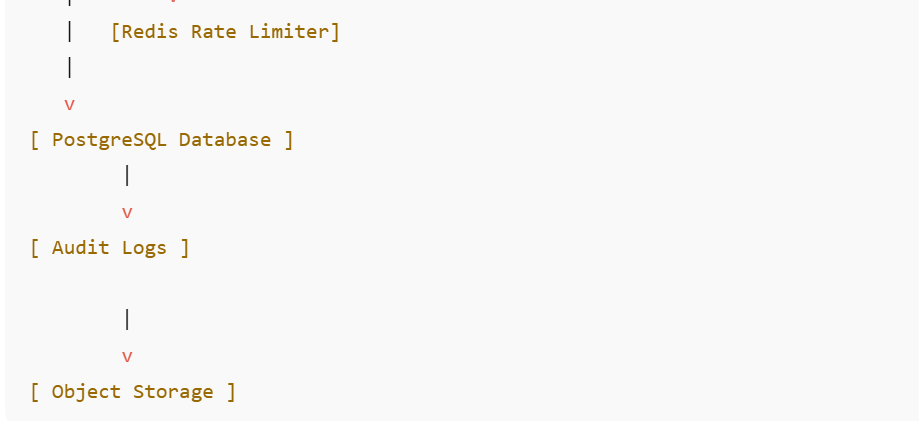 |   [Redis Rate Limiter]
|
v
[ PostgreSQL Database ]
|
v
[ Audit Logs ]
|
v
[ Object Storage ]